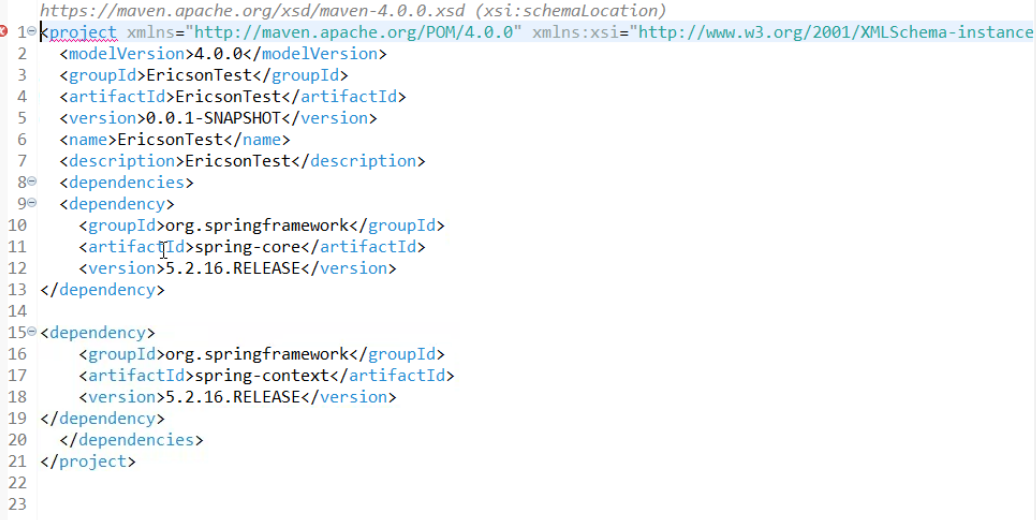 https://maven.apache.org/xsd/maven-4.0.0.xsd (xsi:schemaLocation)
1 <project xmlns="http://maven.apache.org/POM/4.0.0" xmlns:xsi="http://www.w3.org/2001/XMLSchema-instance
2 <modelVersion>4.0.0</modelVersion>
3 <groupId>EricsonTest</groupId>
4 <artifactId>EricsonTest</artifactId>
5 <version>0.0.1-SNAPSHOT</version>
6 <name>EricsonTest</name>
7 <description>EricsonTest</description>
8 <dependencies>
9 <dependency>
10 <groupId>org.springframework</groupId>
11 <artifactId>spring-core</artifactId>
12 <version>5.2.16.RELEASE</version>
13 </dependency>
14
15 <dependency>
16 <groupId>org.springframework</groupId>
17 <artifactId>spring-context</artifactId>
18 <version>5.2.16.RELEASE</version>
19 </dependency>
20 </dependencies>
21 </project>
22
23